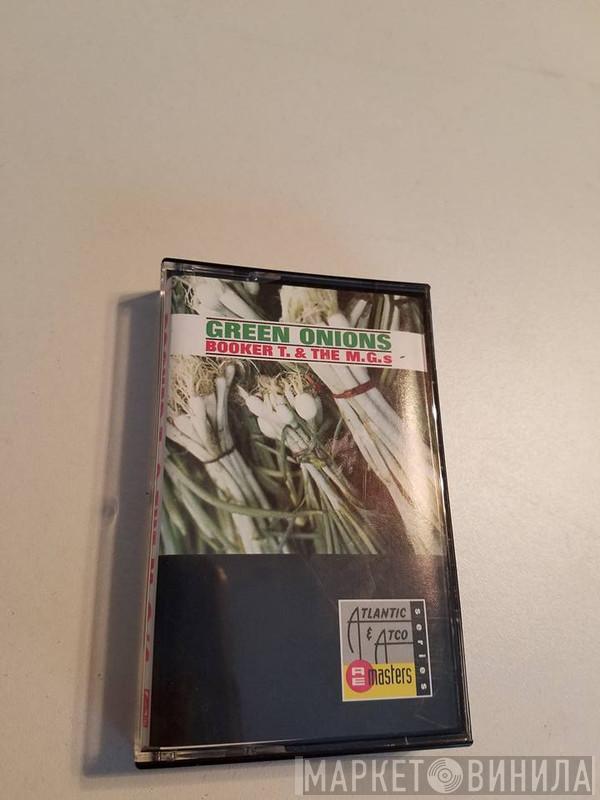 GREEN ONIONS
BOOKER T. & THE M.G.s
ATLANTIC
& ATCO
RE masters
series
МАРКЕТ ВИНИЛА